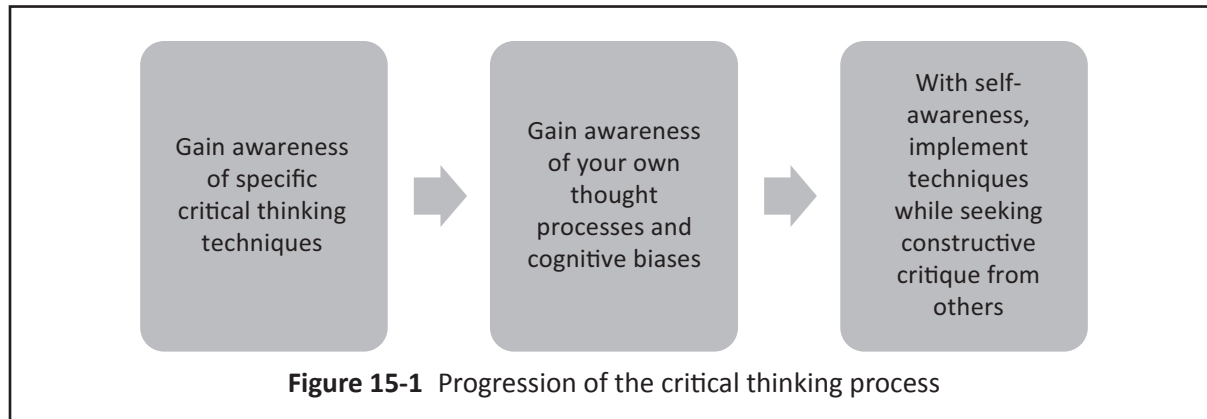 Gain awareness
of specific
critical thinking
techniques
Gain awareness
of your own
thought
processes and
cognitive biases
With self-
awareness,
implement
techniques
while seeking
constructive
critique from
others
Figure 15-1 Progression of the critical thinking process